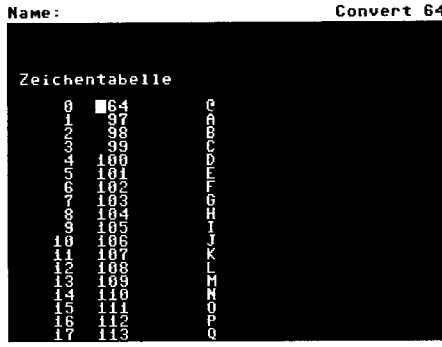 Name: Convert 64
Zeichentabelle
0 64 @
1 97 A
2 98 B
3 99 C
4 100 D
5 101 E
6 102 F
7 103 G
8 104 H
9 105 I
10 106 J
11 107 K
12 108 L
13 109 M
14 110 N
15 111 O
16 112 P
17 113 Q